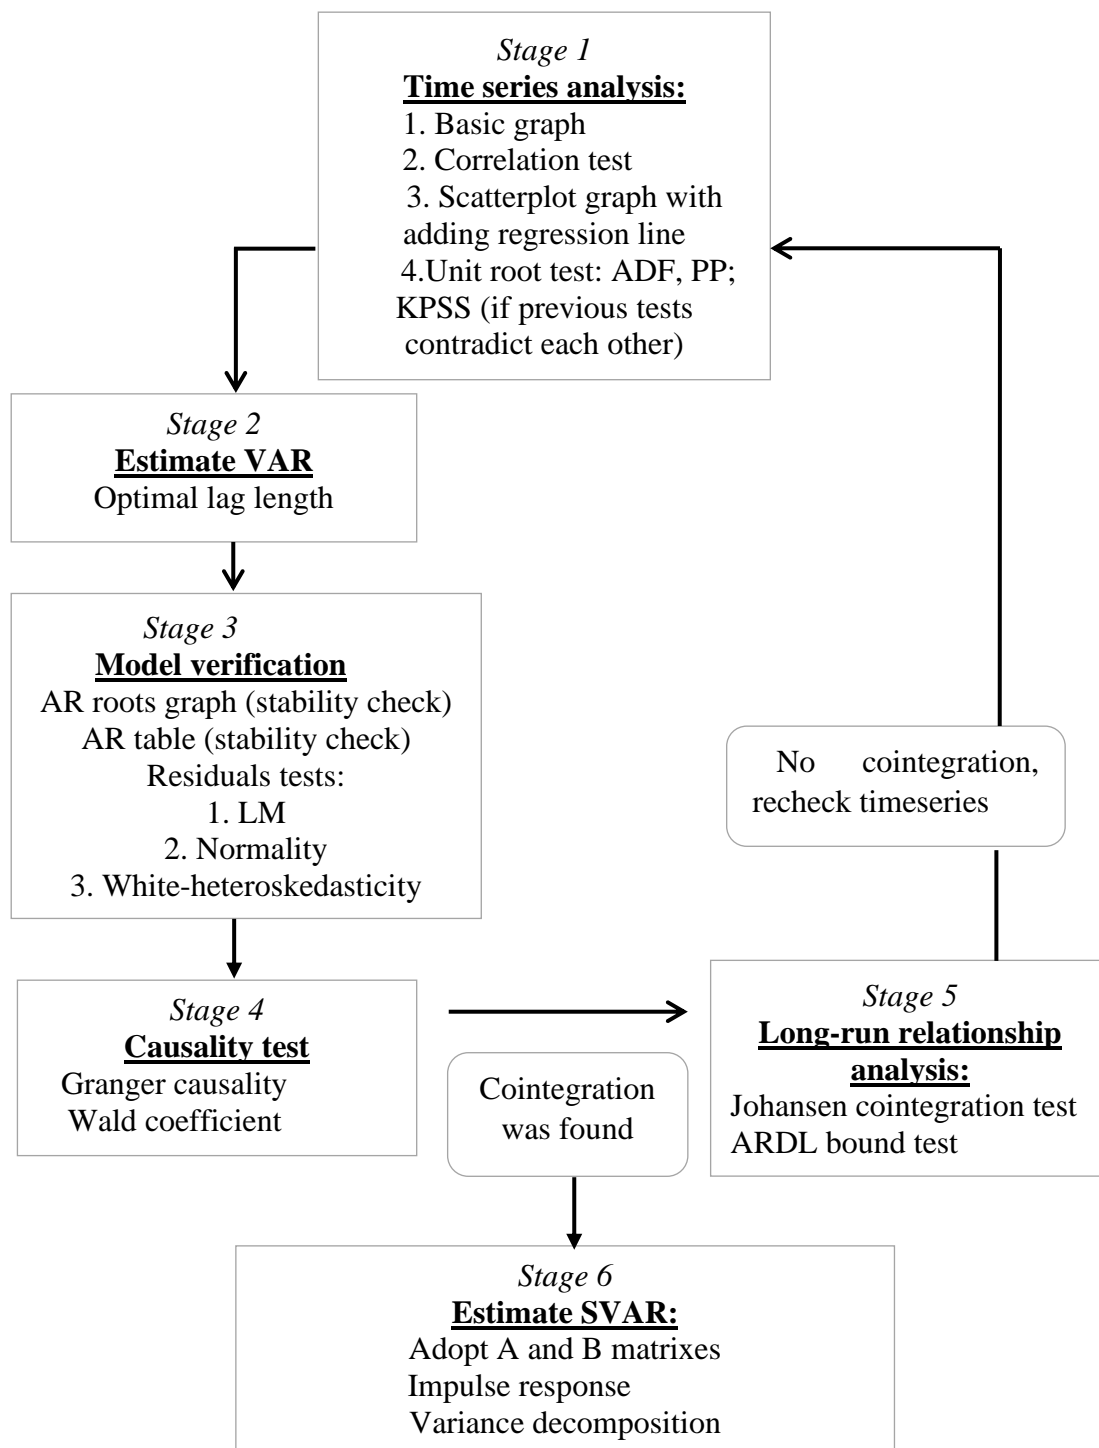 Stage 1
Time series analysis:
1. Basic graph
2. Correlation test
3. Scatterplot graph with
adding regression line
4.Unit root test: ADF, PP;
KPSS (if previous tests
contradict each other)
Stage 2
Estimate VAR
Optimal lag length
Stage 3
Model verification
AR roots graph (stability check)
AR table (stability check)
Residuals tests:
1. LM
2. Normality
3. White-heteroskedasticity
No cointegration,
recheck timeseries
Stage 4
Causality test
Granger causality
Wald coefficient
Cointegration
was found
Stage 5
Long-run relationship
analysis:
Johansen cointegration test
ARDL bound test
Stage 6
Estimate SVAR:
Adopt A and B matrixes
Impulse response
Variance decomposition